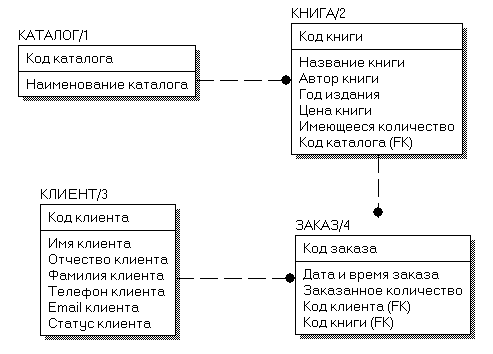 КАТАЛОГ/1
Код каталога
Наименование каталога
КНИГА/2
Код книги
Название книги
Автор книги
Год издания
Цена книги
Имеющееся количество
Код каталога (FK)
КЛИЕНТ/3
Код клиента
Имя клиента
Отчество клиента
Фамилия клиента
Телефон клиента
Email клиента
Статус клиента
ЗАКАЗ/4
Код заказа
Дата и время заказа
Заказанное количество
Код клиента (FK)
Код книги (FK)